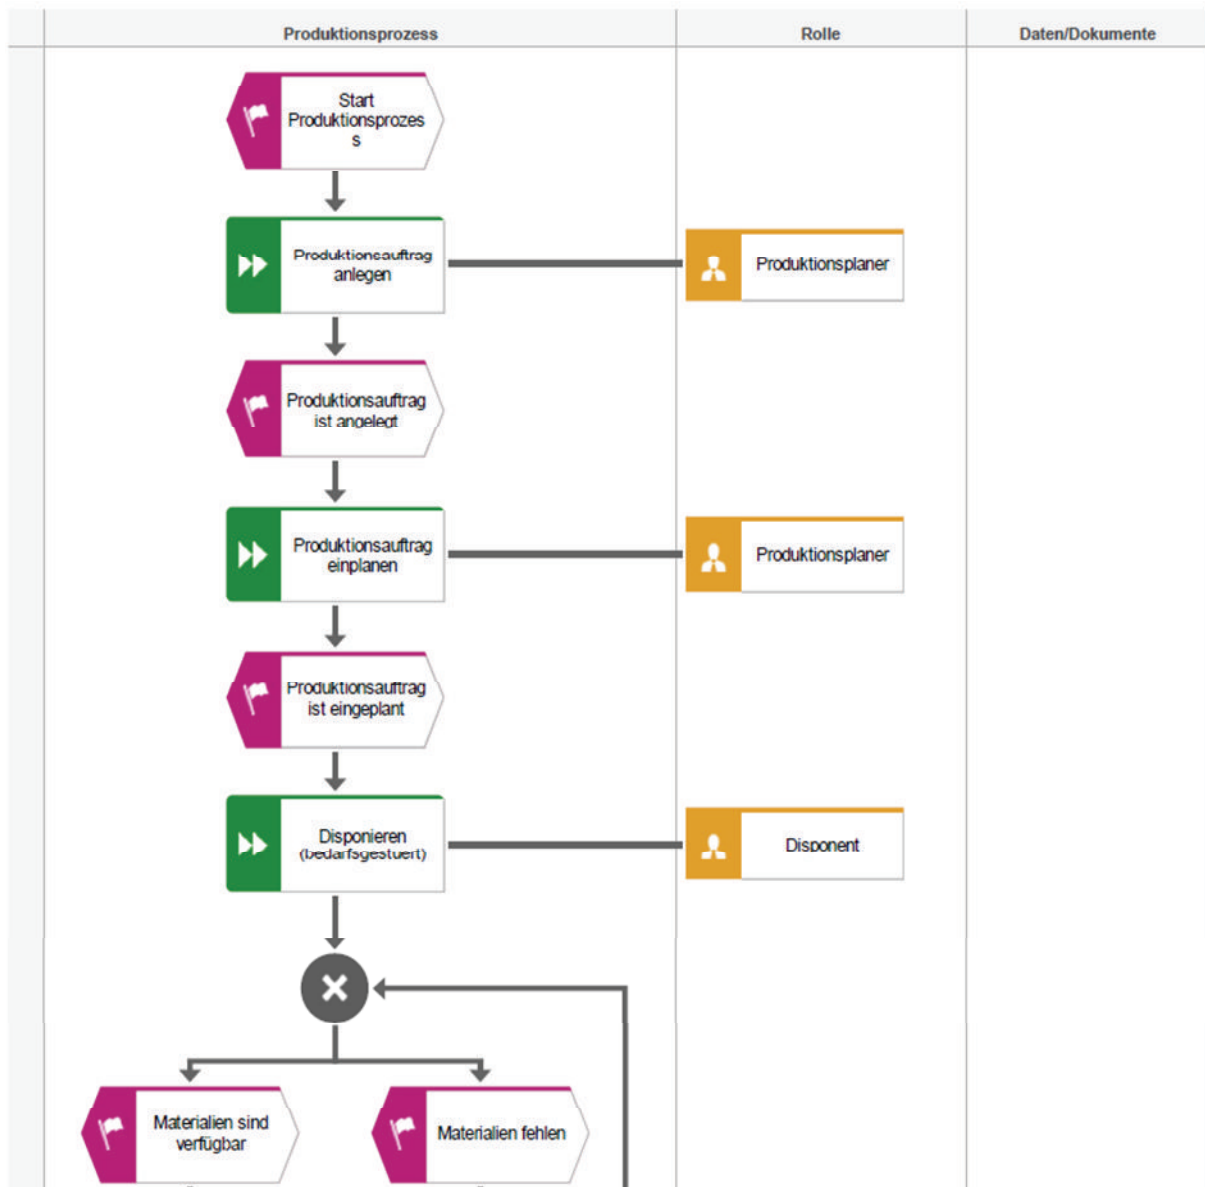 Produktionsprozess
Rolle
Daten/Dokumente
Start
Produktionsprozes
s
Produktionsauftrag
anlegen
Produktionsplaner
Produktionsauftrag
ist angelegt
Produktionsauftrag
einplanen
Produktionsplaner
Produktionsauftrag
ist eingeplant
Disponieren
(bedarfsgestuert)
Disponent
Materialien sind
verfügbar
Materialien fehlen